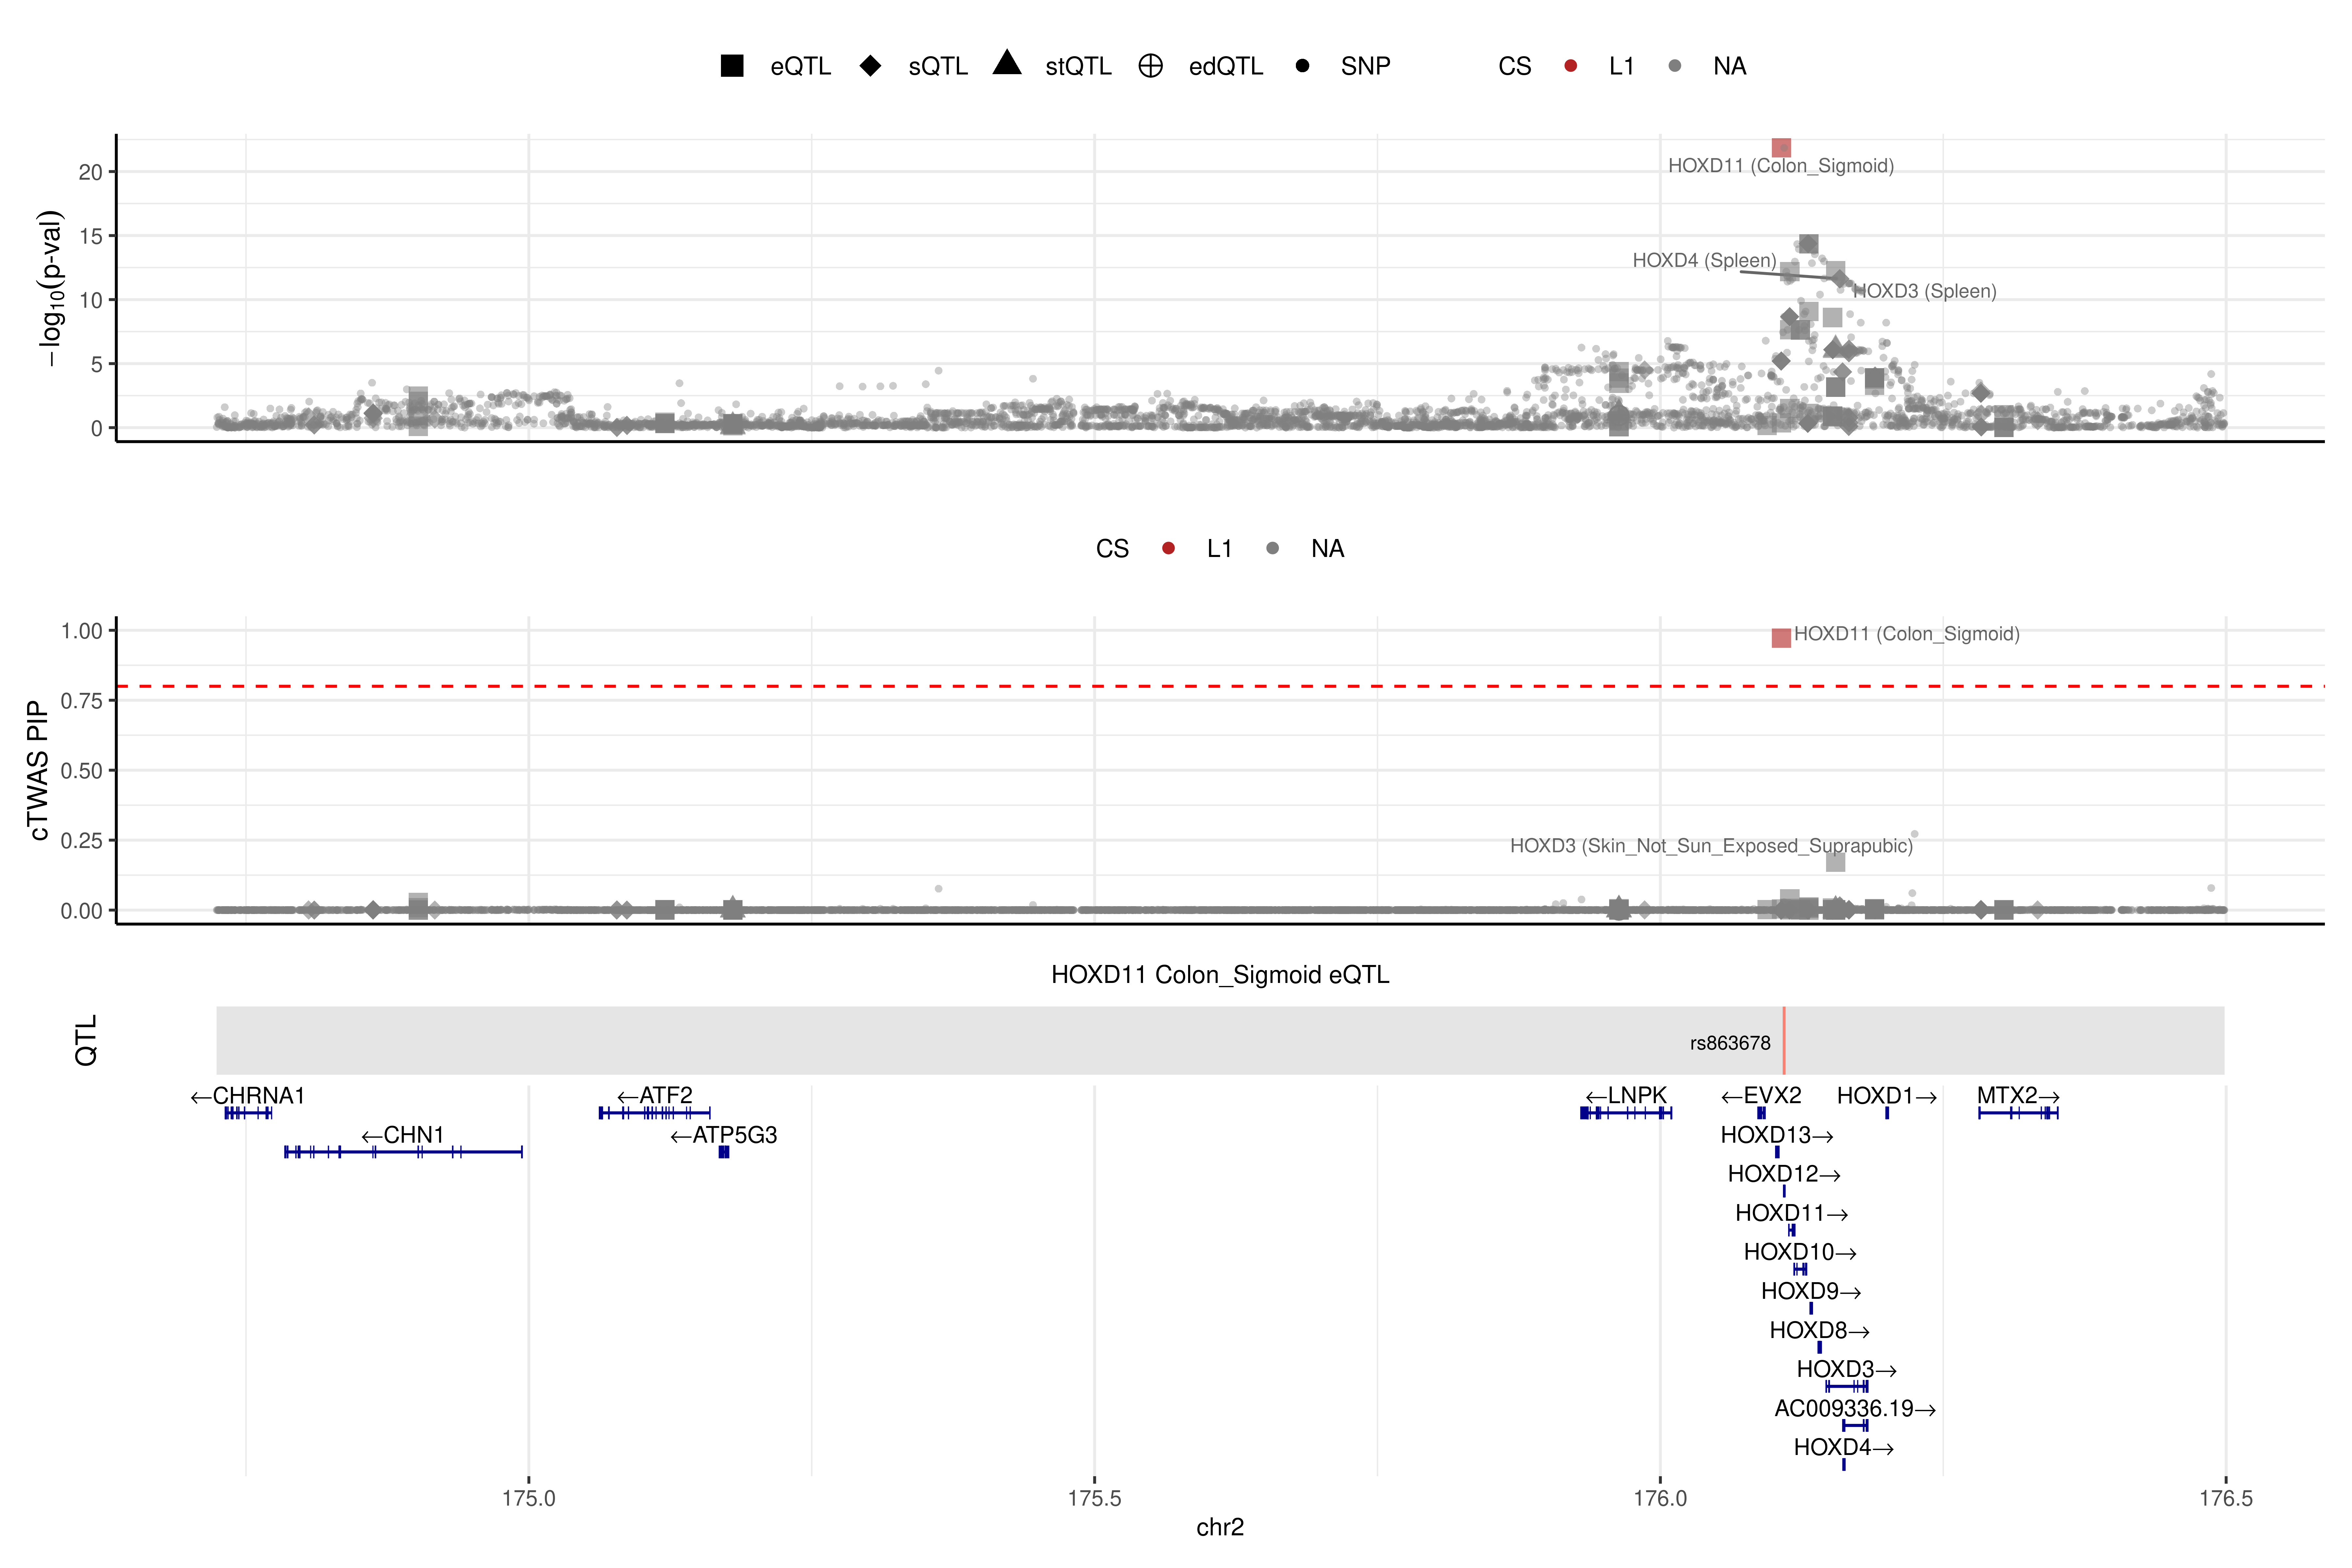 eQTL sQTL stQTL edQTL SNP CS L1 NA
−log10(p-val)
20
15
10
5
0
HOXD11 (Colon_Sigmoid)
HOXD4 (Spleen)
HOXD3 (Spleen)
CS L1 NA
cTWAS PIP
1.00
0.75
0.50
0.25
0.00
HOXD11 (Colon_Sigmoid)
HOXD3 (Skin_Not_Sun_Exposed_Suprapubic)
HOXD11 Colon_Sigmoid eQTL
QTL
rs863678
←CHRNA1 ←ATF2 ←LNPK ←EVX2 HOXD1→ MTX2→
←CHN1 ←ATP5G3 HOXD13→
HOXD12→
HOXD11→
HOXD10→
HOXD9→
HOXD8→
HOXD3→
AC009336.19→
HOXD4→
175.0 175.5 176.0 176.5
chr2